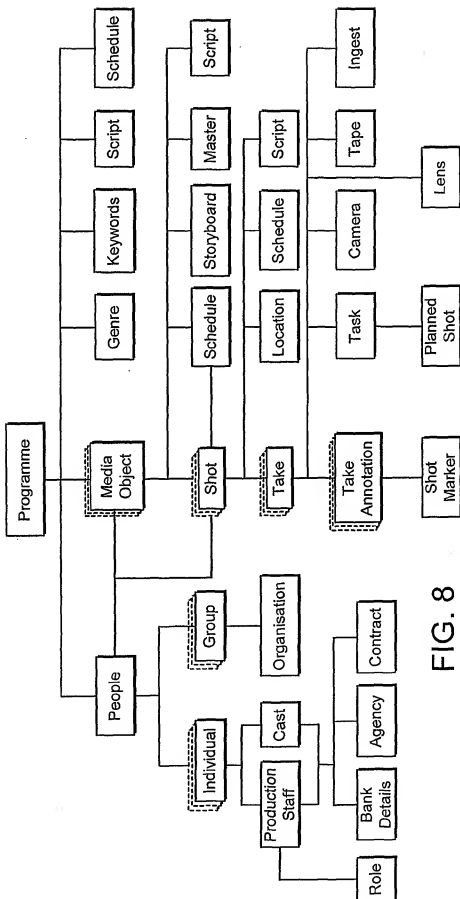 Programme
People
Media
Object
Genre
Keywords
Script
Schedule
Individual
Group
Shot
Schedule
Storyboard
Master
Script
Production
Staff
Cast
Organisation
Take
Location
Schedule
Script
Role
Bank
Details
Agency
Contract
Take
Annotation
Task
Camera
Tape
Ingest
Shot
Marker
Planned
Shot
Lens
FIG. 8